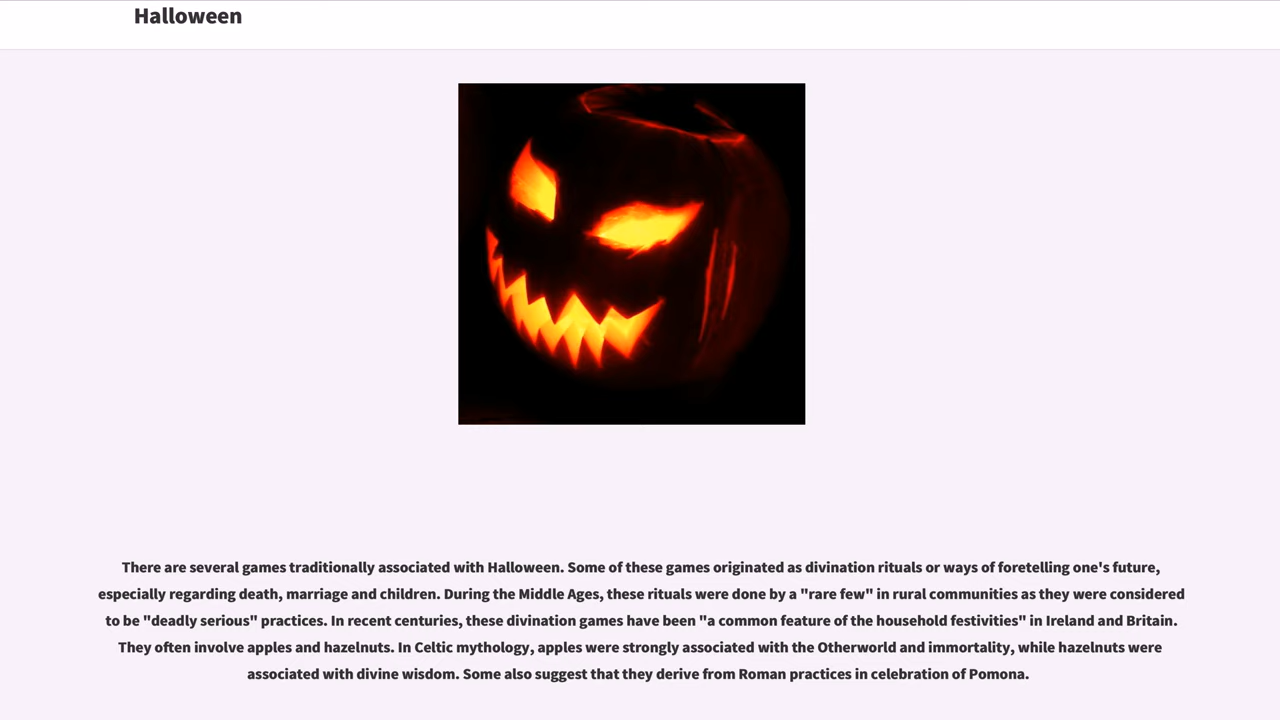 Halloween
There are several games traditionally associated with Halloween. Some of these games originated as divination rituals or ways of foretelling one's future,
especially regarding death, marriage and children. During the Middle Ages, these rituals were done by a "rare few" in rural communities as they were considered
to be "deadly serious" practices. In recent centuries, these divination games have been "a common feature of the household festivities" in Ireland and Britain.
They often involve apples and hazelnuts. In Celtic mythology, apples were strongly associated with the Otherworld and immortality, while hazelnuts were
associated with divine wisdom. Some also suggest that they derive from Roman practices in celebration of Pomona.